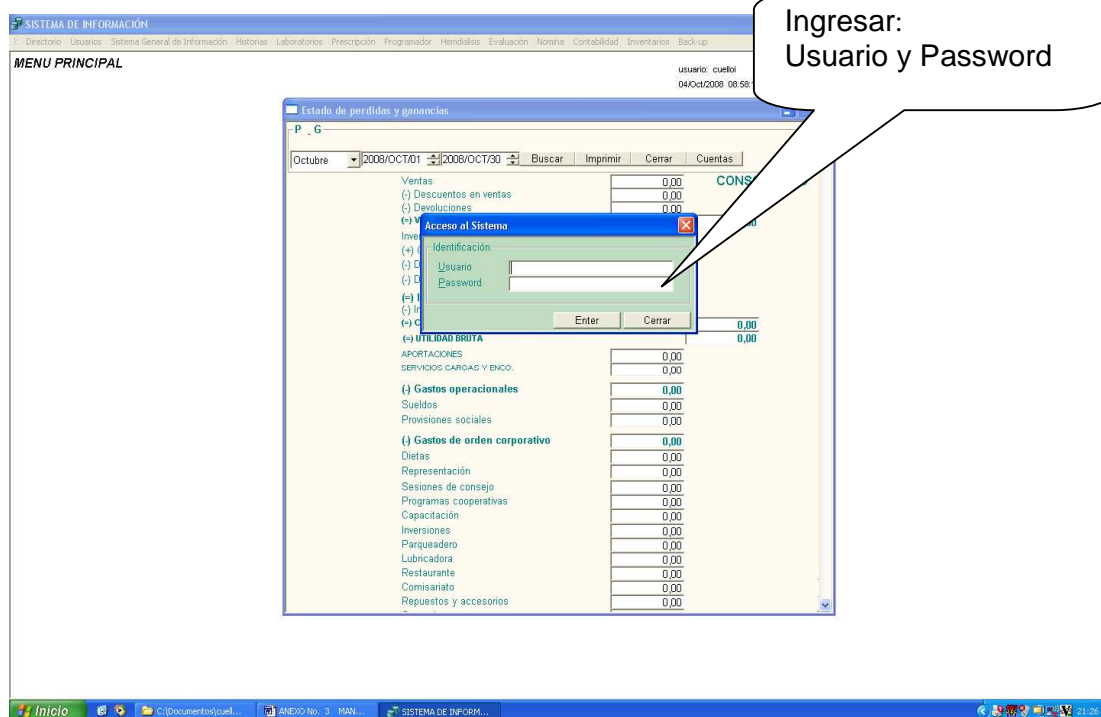 SISTEMA DE INFORMACIÓN
? Directorio Usuarios Sistema General de Información Historias Laboratorios Prescripción Programador Hemdialisis Evaluación Nomina Contabilidad Inventarios Back-up
Ingresar:
Usuario y Password
MENU PRINCIPAL
usuario: cuelloi
04/Oct/2008 08:58:
Estado de perdidas y ganancias
P _ G
Octubre 2008/OCT/01 2008/OCT/30 Buscar Imprimir Cerrar Cuentas
Ventas 0,00 CONS
(-) Descuentos en ventas 0,00
(-) Devoluciones 0,00
(=) V
Acceso al Sistema
Identificación
Usuario
Password
Enter Cerrar
Inve
(+)
(-) D
(-) D
(=) I
(-) In
(=) C 0,00
(=) UTILIDAD BRUTA 0,00
APORTACIONES 0,00
SERVICIOS CARGAS Y ENCO. 0,00
(-) Gastos operacionales 0,00
Sueldos 0,00
Provisiones sociales 0,00
(-) Gastos de orden corporativo 0,00
Dietas 0,00
Representación 0,00
Sesiones de consejo 0,00
Programas cooperativas 0,00
Capacitación 0,00
Inversiones 0,00
Parqueadero 0,00
Lubricadora 0,00
Restaurante 0,00
Comisariato 0,00
Repuestos y accesorios 0,00
Inicio C:\Documentos\cuell... ANEXO No. 3 MAN... SISTEMA DE INFORM... 21:26